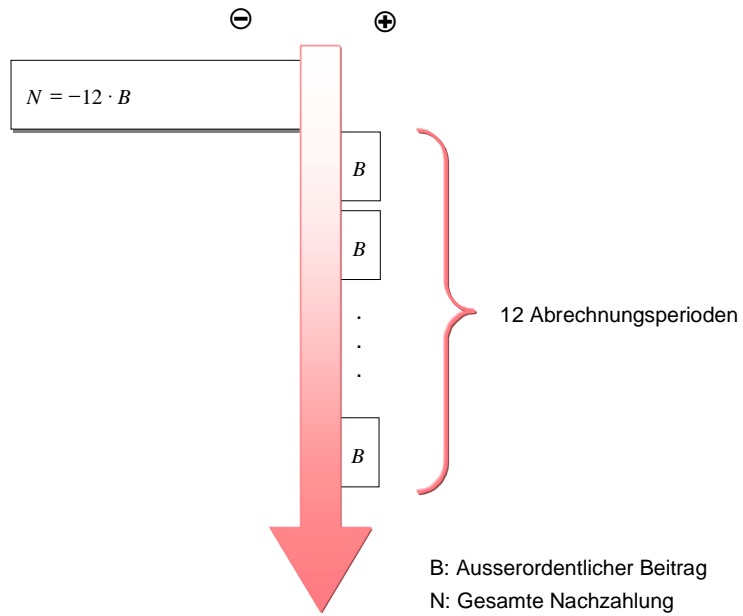 ⊖ ⊕
N = −12 · B
B
B
.
.
.
B
12 Abrechnungsperioden
B: Ausserordentlicher Beitrag
N: Gesamte Nachzahlung